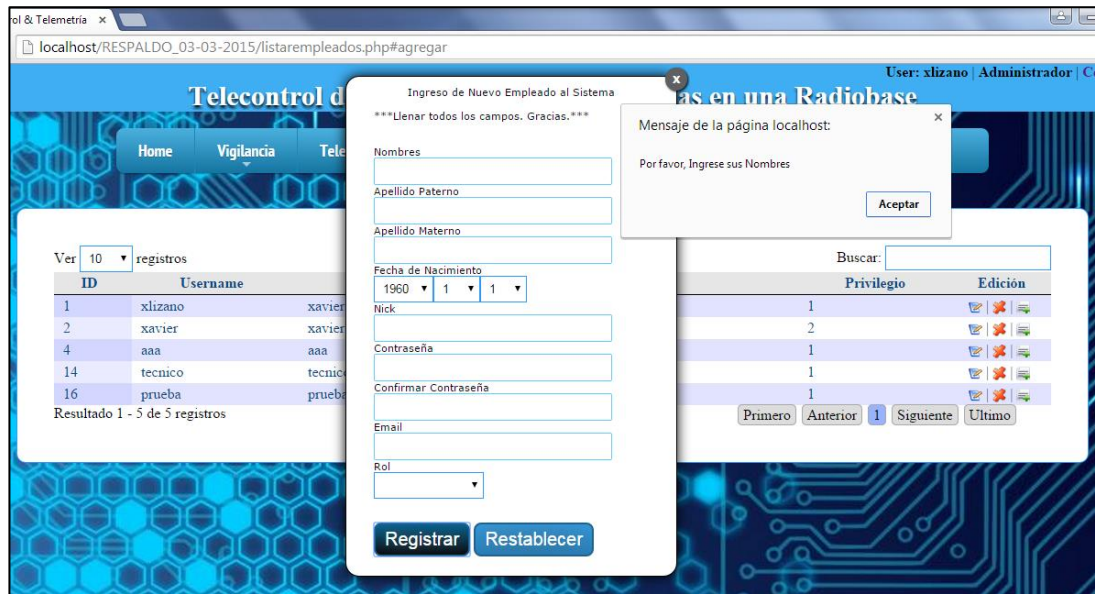 ol & Telemetría ×
localhost/RESPALDO_03-03-2015/listarempleados.php#agregar
User: xlizano | Administrador | C
Telecontrol d as en una Radiobase
Home Vigilancia Tele
x
Ingreso de Nuevo Empleado al Sistema
***Llenar todos los campos. Gracias.***
Nombres
Apellido Paterno
Apellido Materno
Fecha de Nacimiento
1960 1 1
Nick
Contraseña
Confirmar Contraseña
Email
Rol
Registrar Restablecer
Mensaje de la página localhost: ×
Por favor, Ingrese sus Nombres
Aceptar
Ver 10 registros Buscar:
ID Username Privilegio Edición
1 xlizano xavier 1
2 xavier xavier 2
4 aaa aaa 1
14 tecnico tecnic 1
16 prueba prueba 1
Resultado 1 - 5 de 5 registros Primero Anterior 1 Siguiente Ultimo